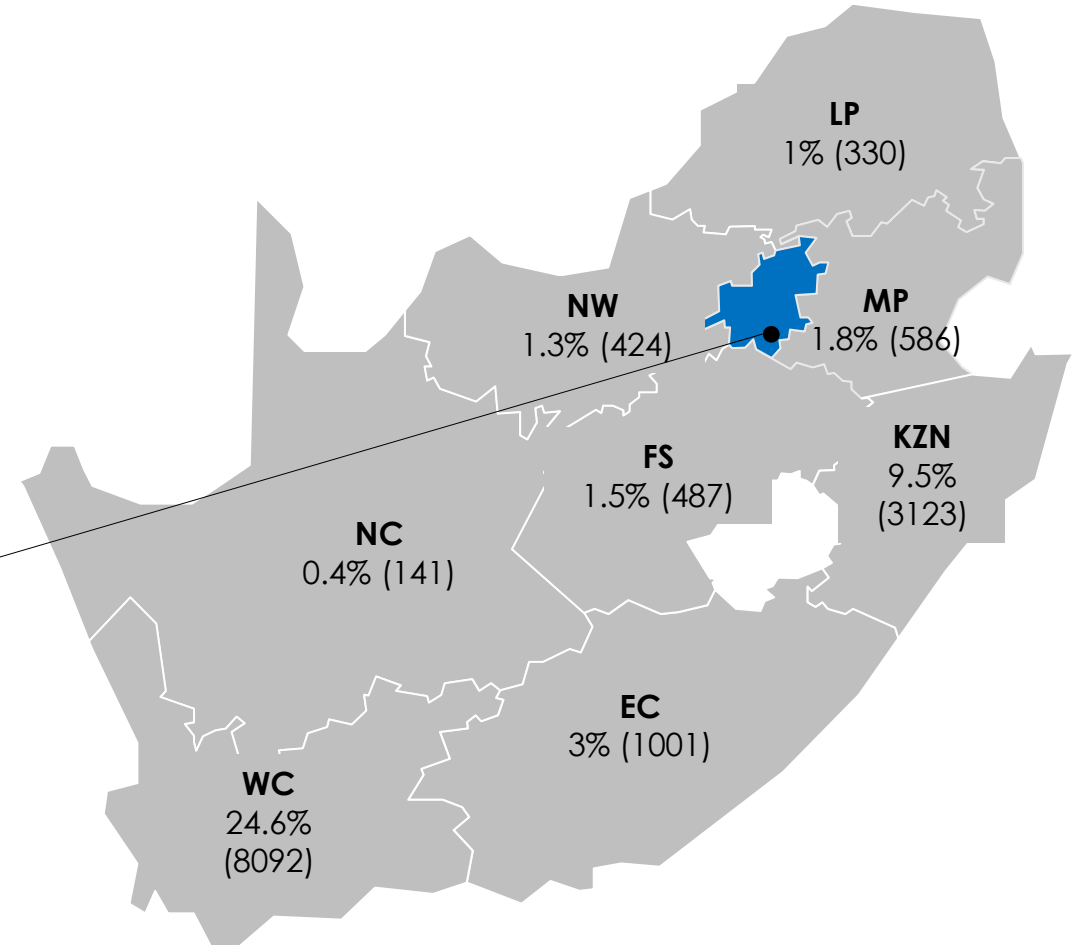 LP
1% (330)
NW
1.3% (424)
MP
1.8% (586)
KZN
9.5%
(3123)
FS
1.5% (487)
NC
0.4% (141)
EC
3% (1001)
WC
24.6%
(8092)